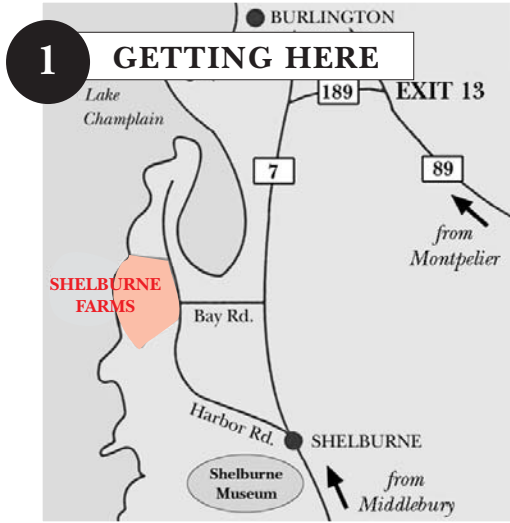 BURLINGTON
1
GETTING HERE
Lake
Champlain
189
EXIT 13
7
89
from
Montpelier
SHELBURNE
FARMS
Bay Rd.
Harbor Rd.
SHELBURNE
Shelburne
Museum
from
Middlebury